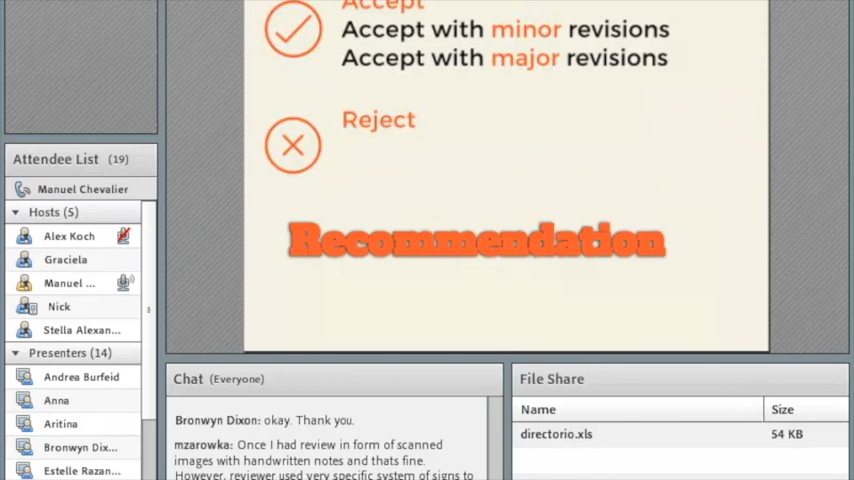 Accept
Accept with minor revisions
Accept with major revisions
Reject
Recommendation
Attendee List (19)
Manuel Chevalier
Hosts (5)
Alex Koch
Graciela
Manuel ...
Nick
Stella Alexan...
Presenters (14)
Andrea Burfeid
Anna
Aritina
Bronwyn Dix...
Estelle Razan...
Chat (Everyone)
Bronwyn Dixon: okay. Thank you.
mzarowka: Once I had review in form of scanned
images with handwritten notes and thats fine.
However, reviewer used very specific system of signs to
File Share
Name Size
directorio.xls 54 KB